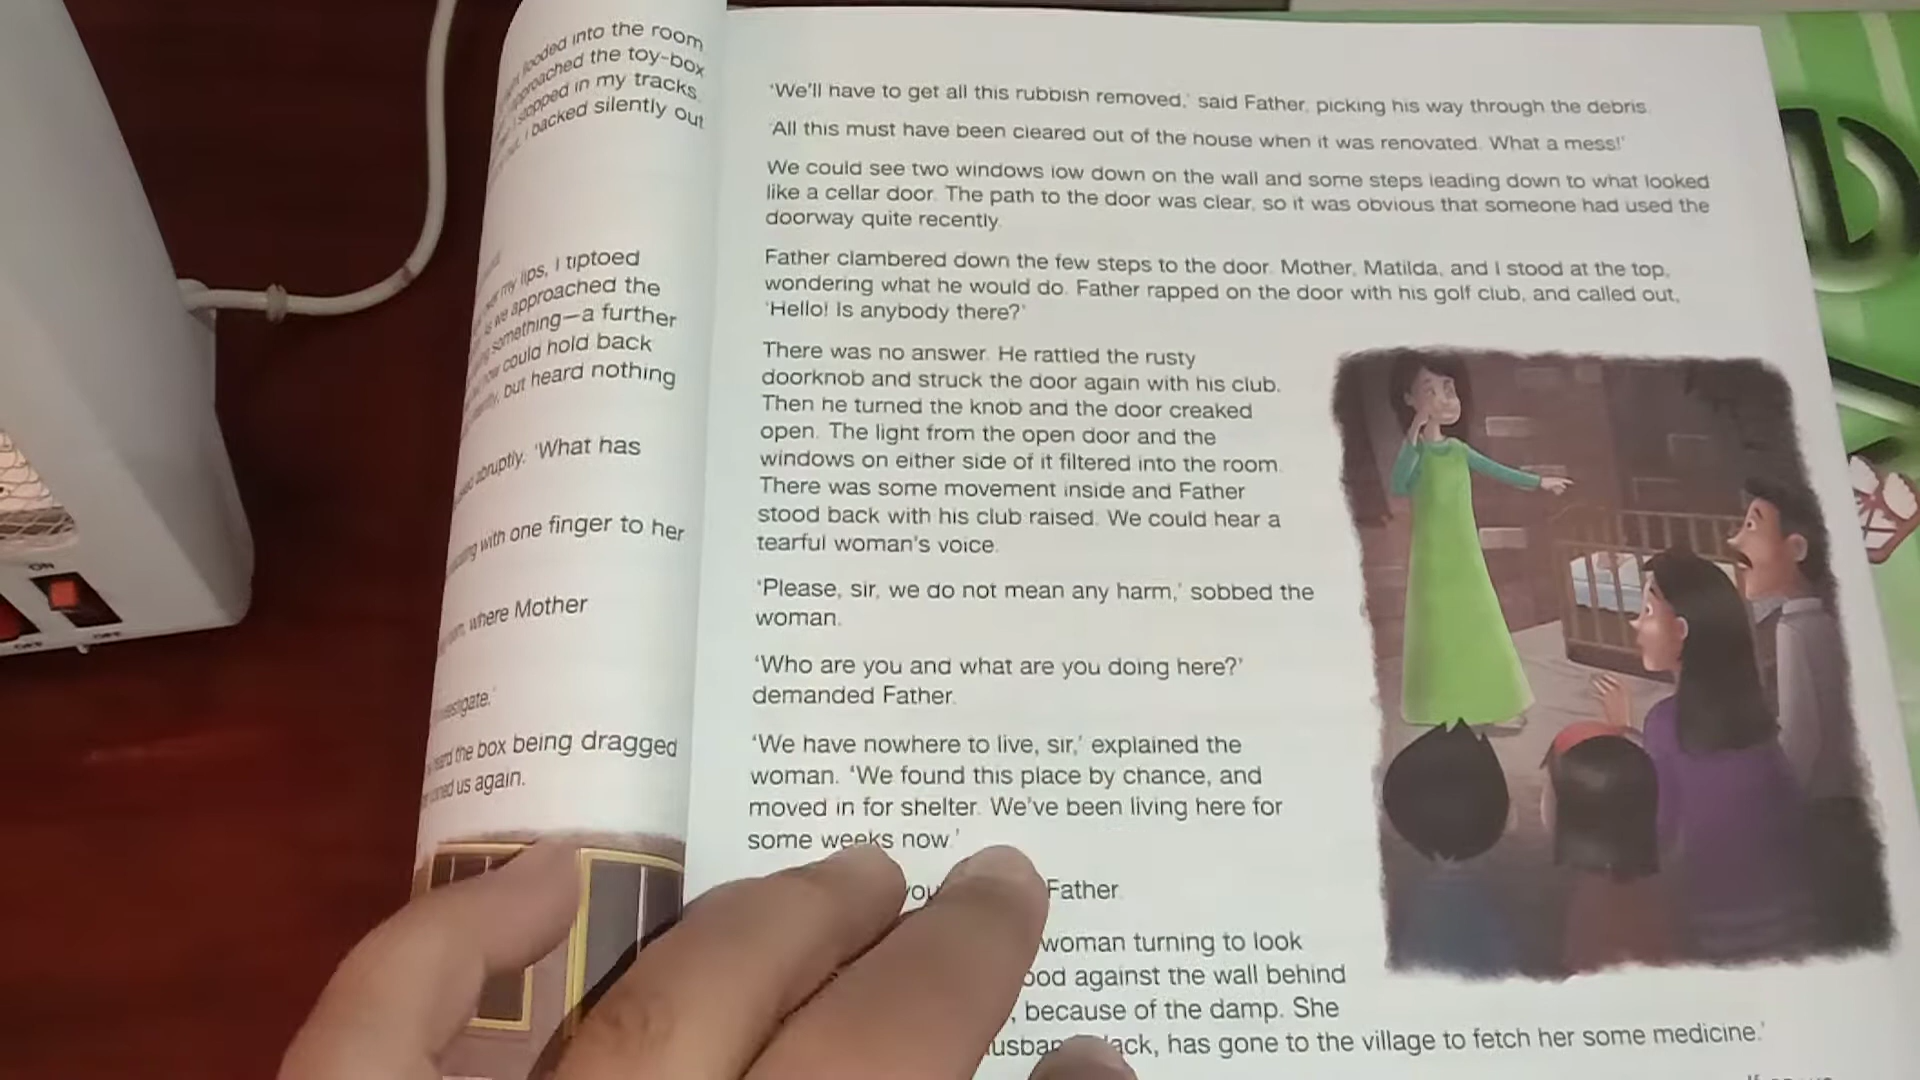 into the room
the toy-box
in my tracks.
backed silently out
my lips, I tiptoed
we approached the
something—a further
could hold back
but heard nothing
abruptly. 'What has
with one finger to her
where Mother
the box being dragged
us again.
'We'll have to get all this rubbish removed,' said Father, picking his way through the debris.
'All this must have been cleared out of the house when it was renovated. What a mess!'
We could see two windows low down on the wall and some steps leading down to what looked
like a cellar door. The path to the door was clear, so it was obvious that someone had used the
doorway quite recently.
Father clambered down the few steps to the door. Mother, Matilda, and I stood at the top,
wondering what he would do. Father rapped on the door with his golf club, and called out,
'Hello! Is anybody there?'
There was no answer. He rattled the rusty
doorknob and struck the door again with his club.
Then he turned the knob and the door creaked
open. The light from the open door and the
windows on either side of it filtered into the room.
There was some movement inside and Father
stood back with his club raised. We could hear a
tearful woman's voice.
'Please, sir, we do not mean any harm,' sobbed the
woman.
'Who are you and what are you doing here?'
demanded Father.
'We have nowhere to live, sir,' explained the
woman. 'We found this place by chance, and
moved in for shelter. We've been living here for
some weeks now.'
Father.
woman turning to look
against the wall behind
, because of the damp. She
has gone to the village to fetch her some medicine.'
ON
OFF
OFF